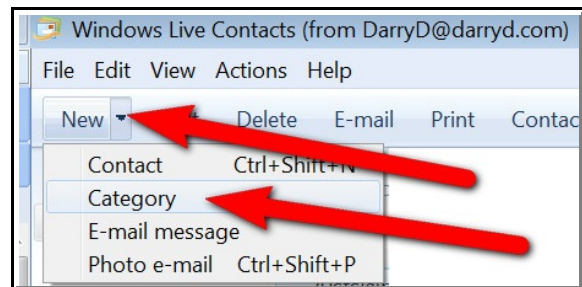 Windows Live Contacts (from DarryD@darryd.com)
File Edit View Actions Help
New Delete E-mail Print
Contact Ctrl+Shift+N
Category
E-mail message
Photo e-mail Ctrl+Shift+P